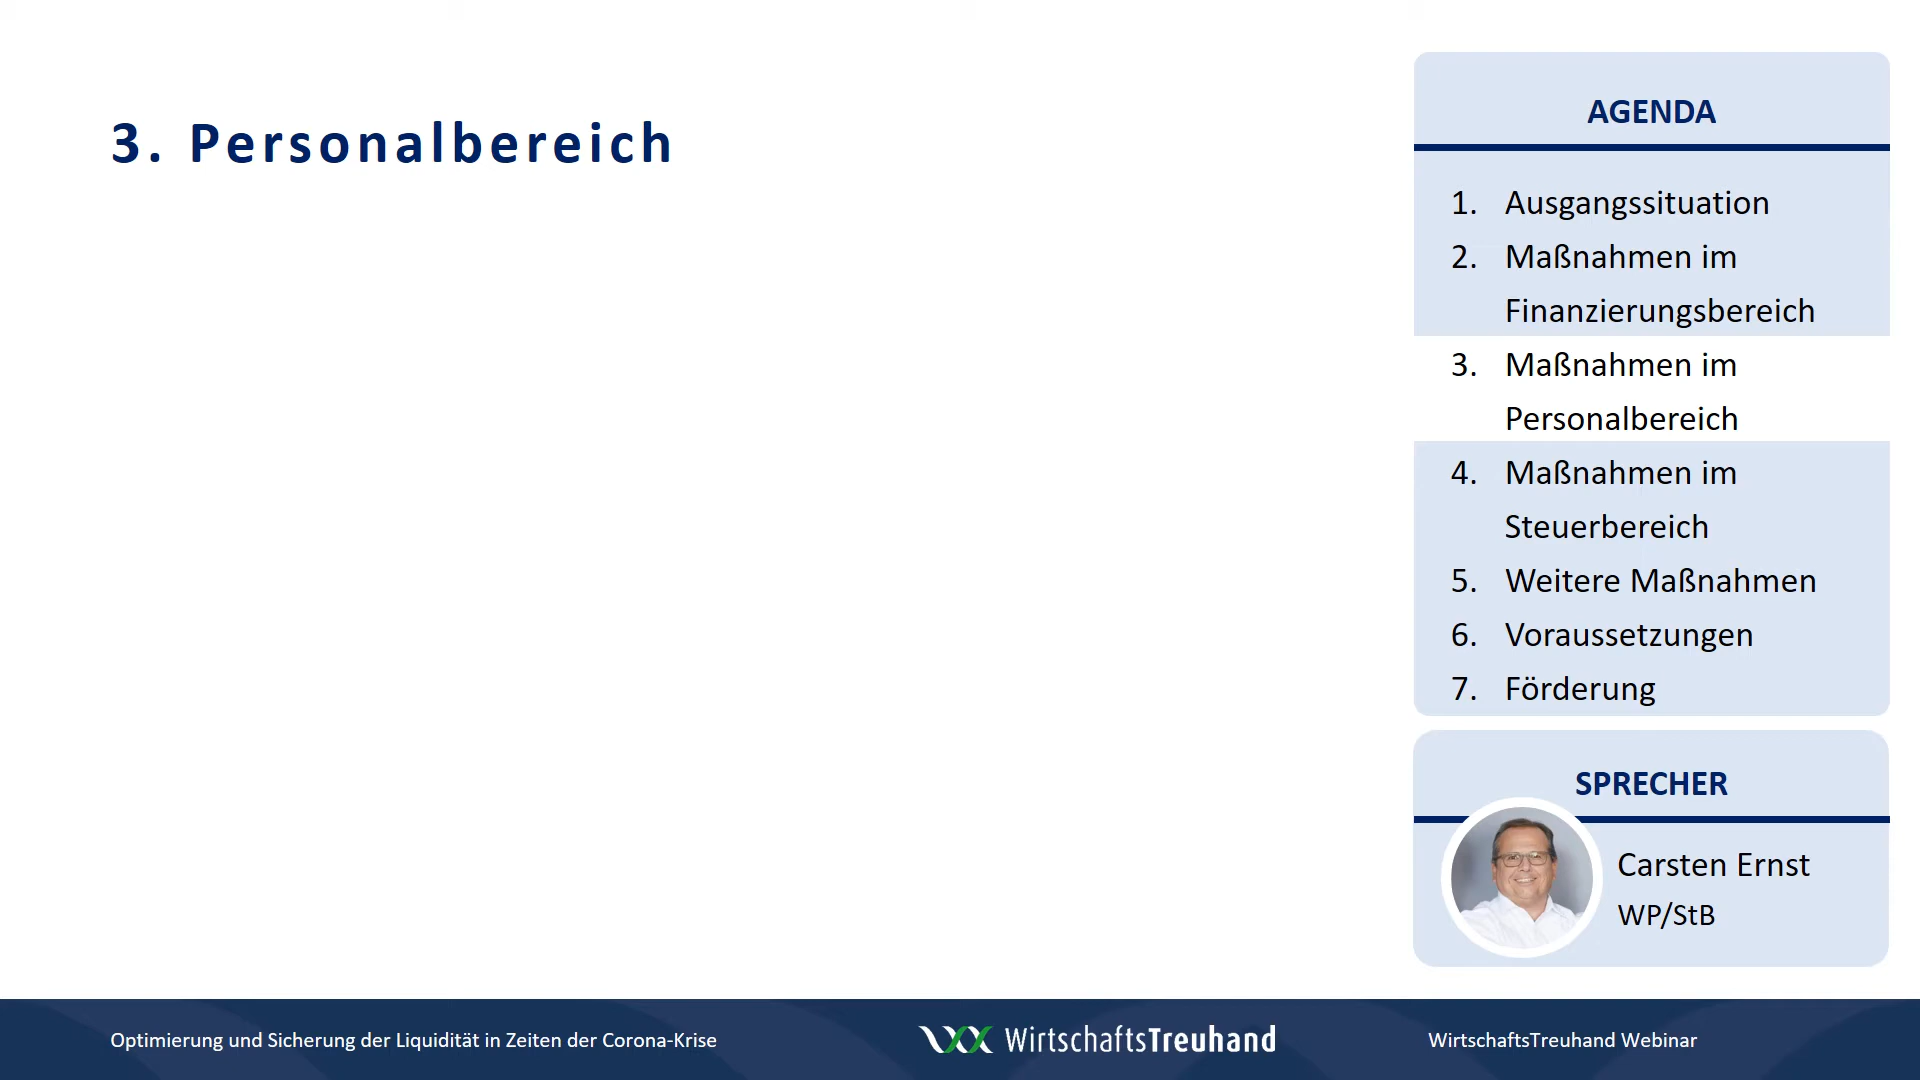 3. Personalbereich
AGENDA
1. Ausgangssituation
2. Maßnahmen im
Finanzierungsbereich
3. Maßnahmen im
Personalbereich
4. Maßnahmen im
Steuerbereich
5. Weitere Maßnahmen
6. Voraussetzungen
7. Förderung
SPRECHER
Carsten Ernst
WP/StB
Optimierung und Sicherung der Liquidität in Zeiten der Corona-Krise
WirtschaftsTreuhand
WirtschaftsTreuhand Webinar